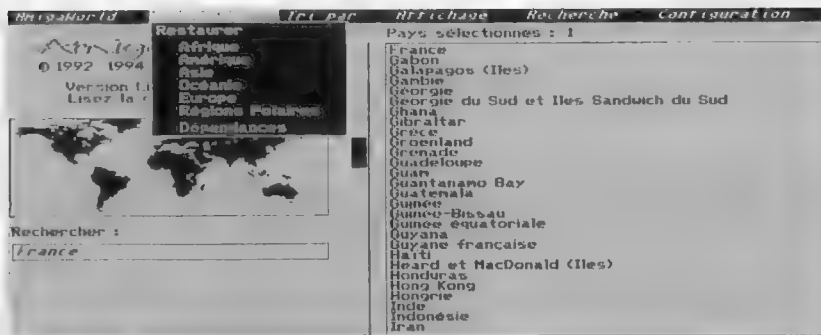 AmigaWorld Tri par Affichage Recherche Configuration
Restaurer
Afrique
Amérique
Asie
Océanie
Europe
Régions Polaires
Dépendances
© 1992 1994
Version Li
Lisez la
Rechercher :
France
Pays sélectionnés : 1
France
Gabon
Galapagos (Iles)
Gambie
Géorgie
Géorgie du Sud et Iles Sandwich du Sud
Ghana
Gibraltar
Grèce
Groenland
Grenade
Guadeloupe
Guam
Guantanamo Bay
Guatemala
Guinée
Guinée-Bissau
Guinée équatoriale
Guyana
Guyane française
Haïti
Heard et MacDonald (Iles)
Honduras
Hong Kong
Hongrie
Inde
Indonésie
Iran